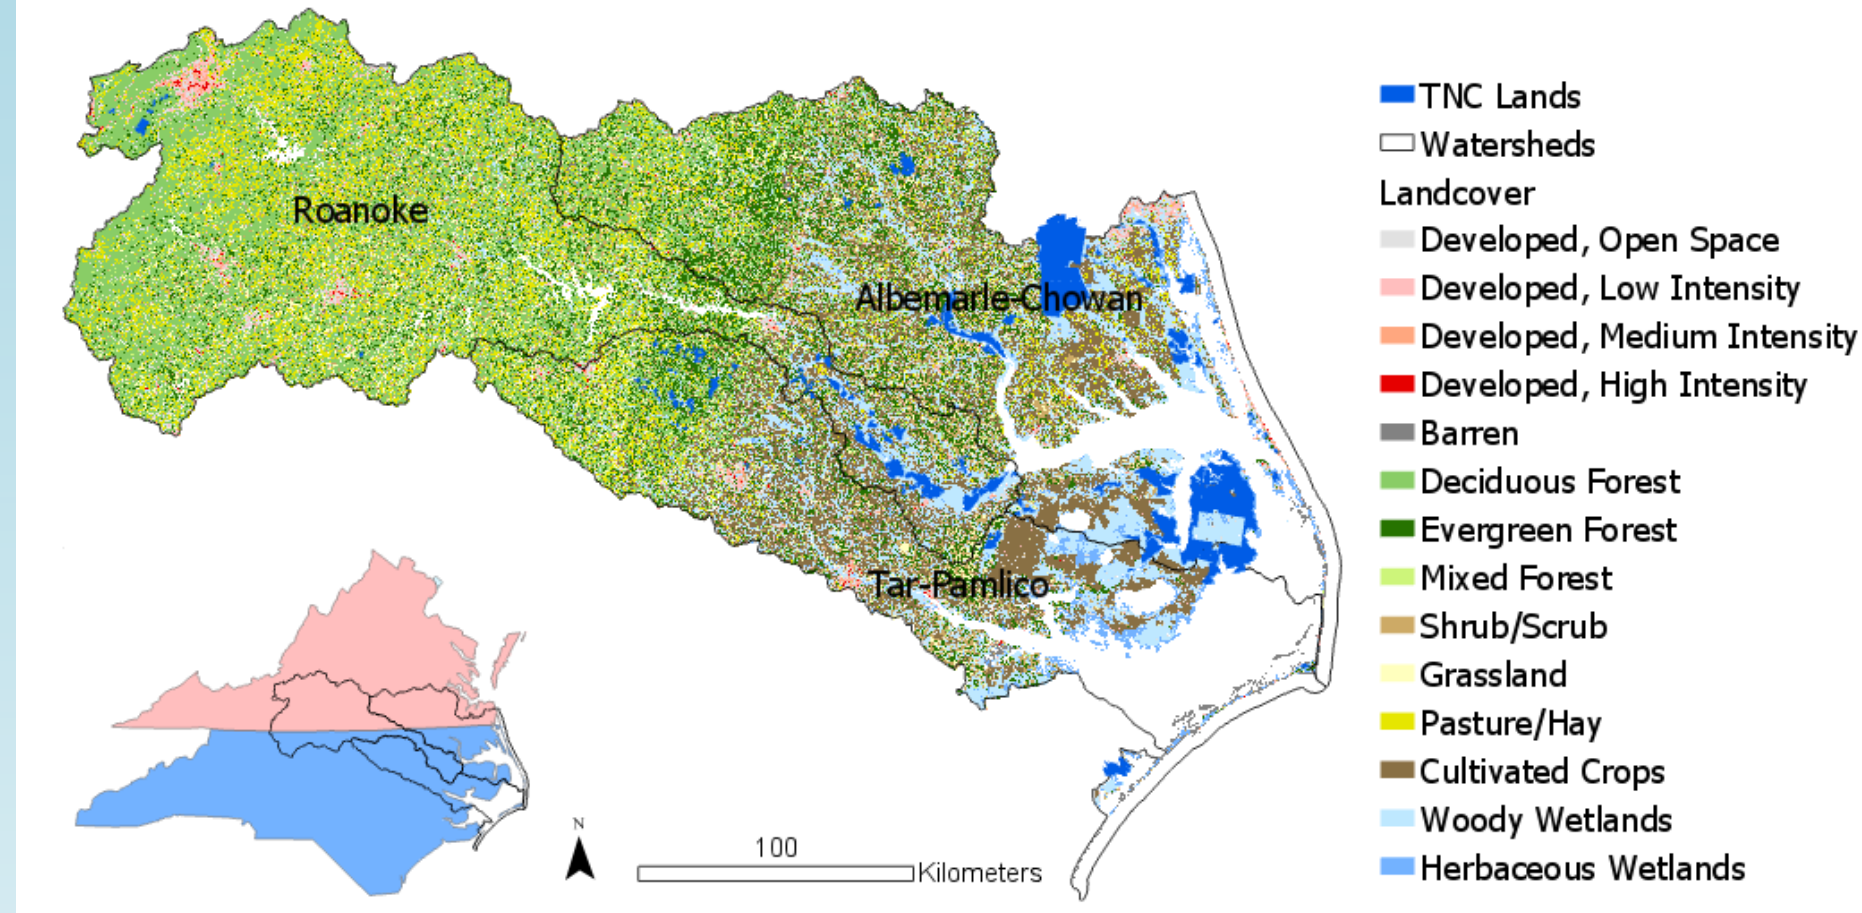 Roanoke
Albemarle-Chowan
Tar-Pamlico
N
100
Kilometers
TNC Lands
Watersheds
Landcover
Developed, Open Space
Developed, Low Intensity
Developed, Medium Intensity
Developed, High Intensity
Barren
Deciduous Forest
Evergreen Forest
Mixed Forest
Shrub/Scrub
Grassland
Pasture/Hay
Cultivated Crops
Woody Wetlands
Herbaceous Wetlands